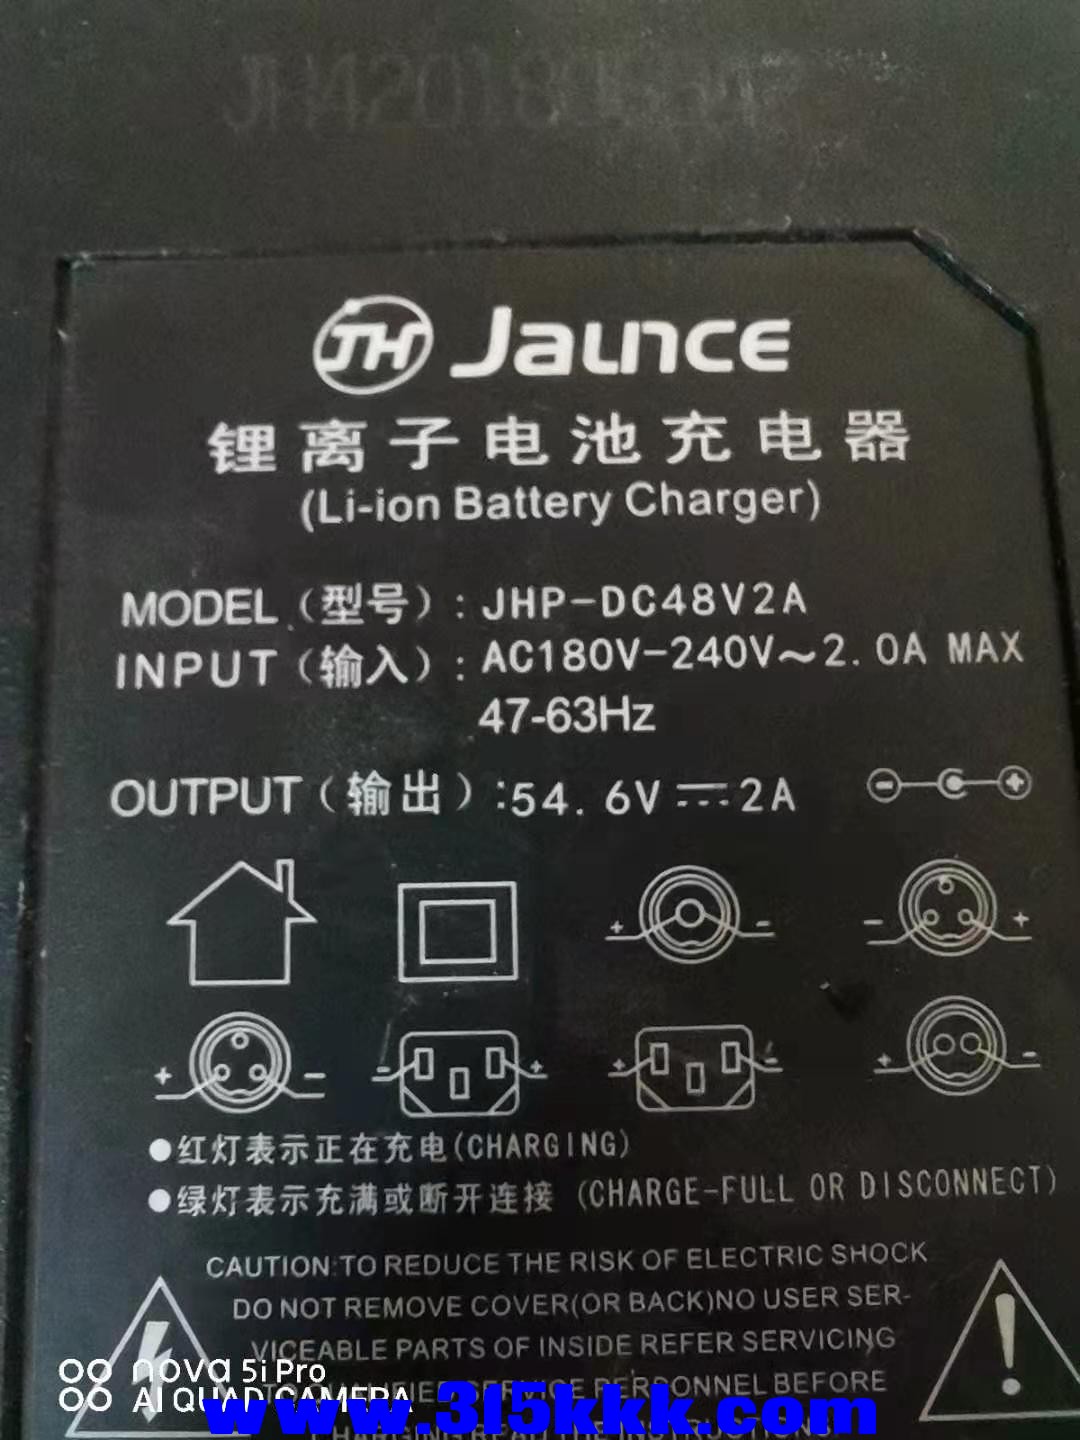 JH Jaunce
锂离子电池充电器
(Li-ion Battery Charger)
MODEL（型号）: JHP-DC48V2A
INPUT（输入）: AC180V-240V～2.0A MAX
47-63Hz
OUTPUT（输出）:54.6V⎓2A
●红灯表示正在充电(CHARGING)
●绿灯表示充满或断开连接 (CHARGE-FULL OR DISCONNECT)
CAUTION:TO REDUCE THE RISK OF ELECTRIC SHOCK
DO NOT REMOVE COVER(OR BACK)NO USER SER-
VICEABLE PARTS OF INSIDE REFER SERVICING
PERSONNEL BEFORE
nova 5i Pro
AI QUAD CAMERA
www.315kkk.com